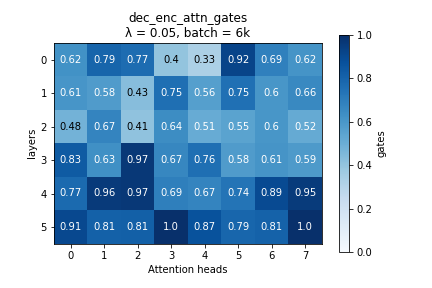 dec_enc_attn_gates
λ = 0.05, batch = 6k
layers
0 0.62 0.79 0.77 0.4 0.33 0.92 0.69 0.62
1 0.61 0.58 0.43 0.75 0.56 0.75 0.6 0.66
2 0.48 0.67 0.41 0.64 0.51 0.55 0.6 0.52
3 0.83 0.63 0.97 0.67 0.76 0.58 0.61 0.59
4 0.77 0.96 0.97 0.69 0.67 0.74 0.89 0.95
5 0.91 0.81 0.81 1.0 0.87 0.79 0.81 1.0
0 1 2 3 4 5 6 7
Attention heads
1.0
0.8
0.6
0.4
0.2
0.0
gates